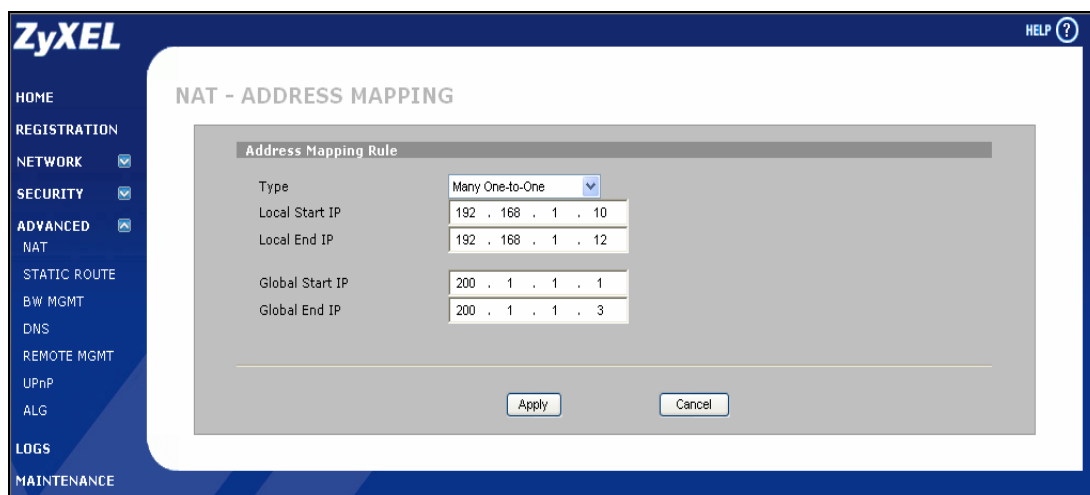 ZyXEL
HELP ?
HOME
REGISTRATION
NETWORK
SECURITY
ADVANCED
NAT
STATIC ROUTE
BW MGMT
DNS
REMOTE MGMT
UPnP
ALG
LOGS
MAINTENANCE
NAT - ADDRESS MAPPING
Address Mapping Rule
Type Many One-to-One
Local Start IP 192 . 168 . 1 . 10
Local End IP 192 . 168 . 1 . 12
Global Start IP 200 . 1 . 1 . 1
Global End IP 200 . 1 . 1 . 3
Apply Cancel